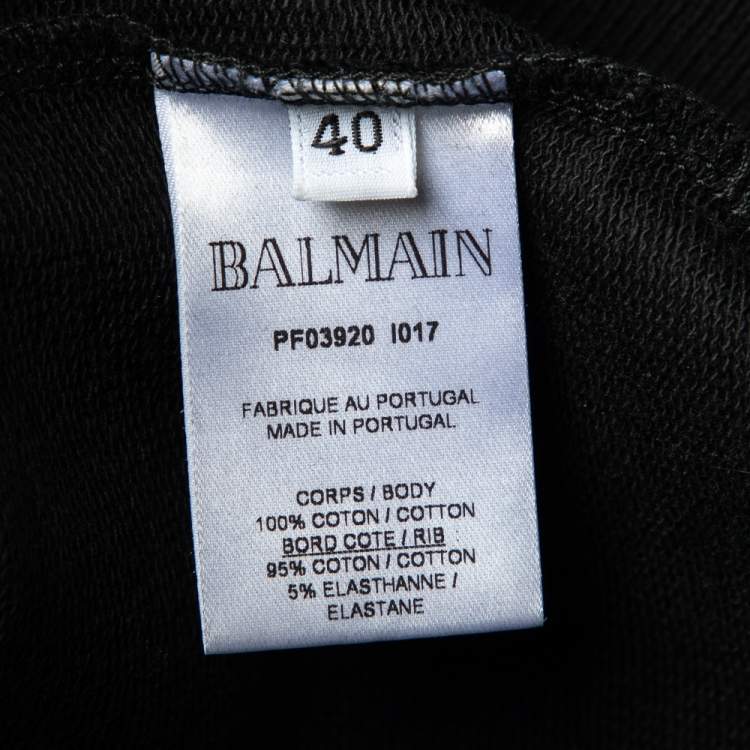 40
BALMAIN
PF03920 I017
FABRIQUE AU PORTUGAL
MADE IN PORTUGAL
CORPS / BODY
100% COTON / COTTON
BORD COTE / RIB :
95% COTON / COTTON
5% ELASTHANNE /
ELASTANE